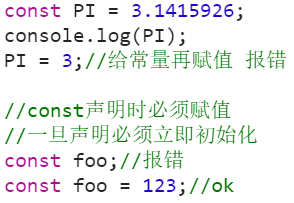 const PI = 3.1415926;
console.log(PI);
PI = 3;//给常量再赋值 报错
//const声明时必须赋值
//一旦声明必须立即初始化
const foo;//报错
const foo = 123;//ok